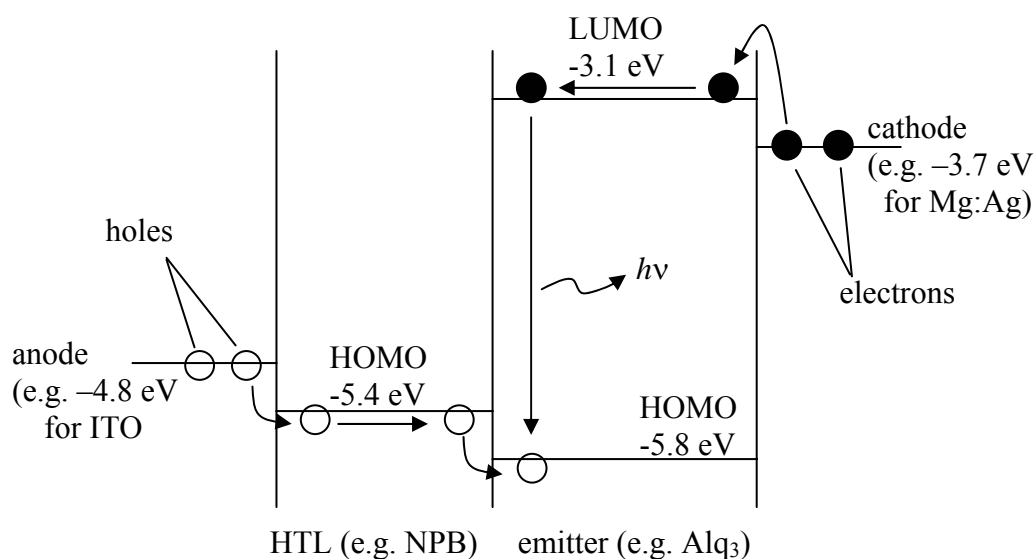 LUMO
-3.1 eV
cathode
(e.g. –3.7 eV
for Mg:Ag)
holes
hν
electrons
anode
(e.g. –4.8 eV
for ITO
HOMO
-5.4 eV
HOMO
-5.8 eV
HTL (e.g. NPB)
emitter (e.g. Alq₃)